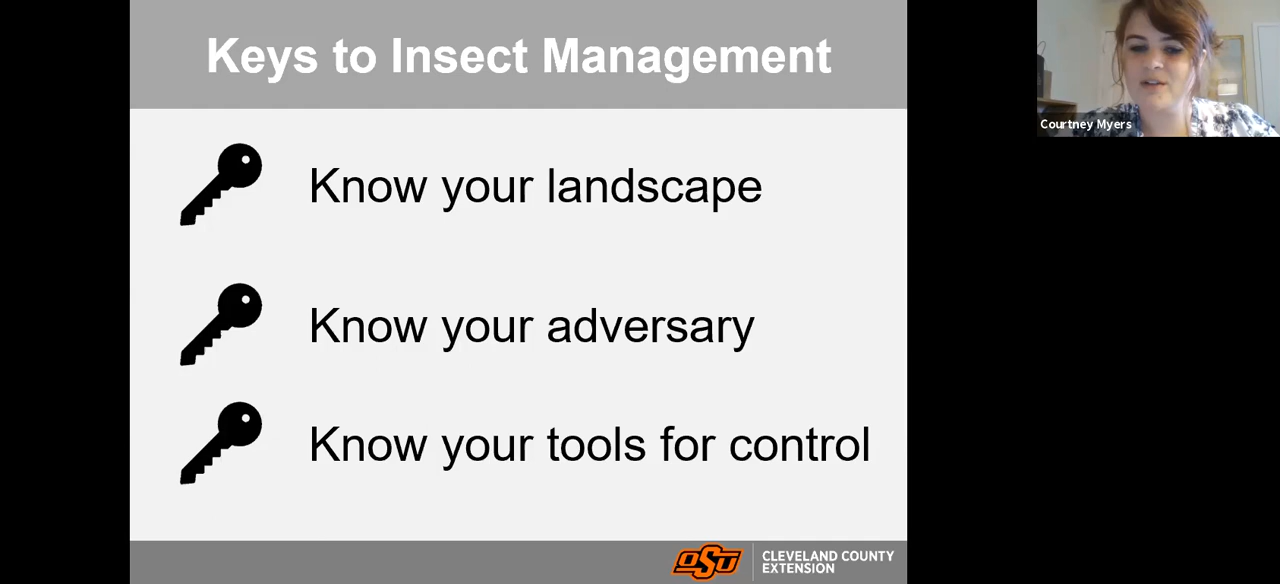 Keys to Insect Management
Courtney Myers
Know your landscape
Know your adversary
Know your tools for control
OSU
CLEVELAND COUNTY
EXTENSION